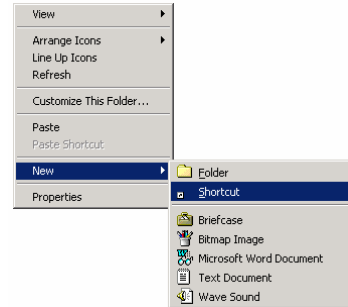 View
Arrange Icons
Line Up Icons
Refresh
Customize This Folder...
Paste
Paste Shortcut
New
Properties
Folder
Shortcut
Briefcase
Bitmap Image
Microsoft Word Document
Text Document
Wave Sound